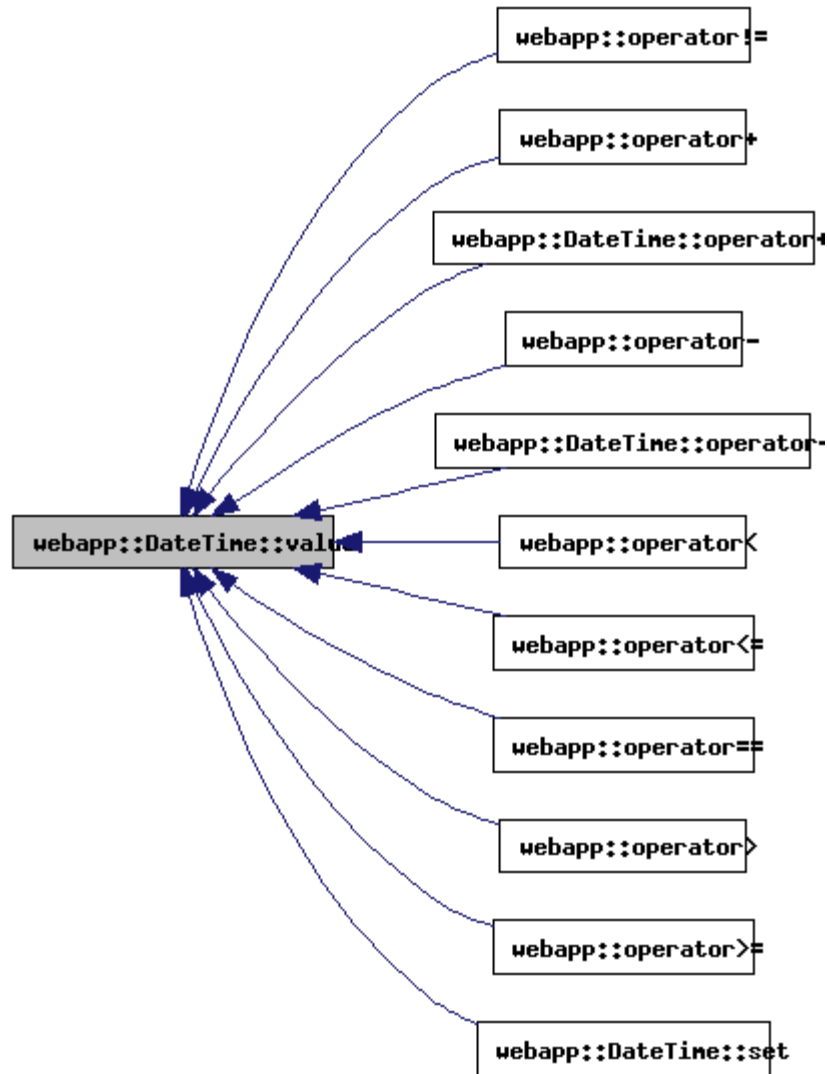 webapp::operator!=
webapp::operator+
webapp::DateTime::operator+
webapp::operator-
webapp::DateTime::operator-
webapp::DateTime::value
webapp::operator<
webapp::operator<=
webapp::operator==
webapp::operator>
webapp::operator>=
webapp::DateTime::set